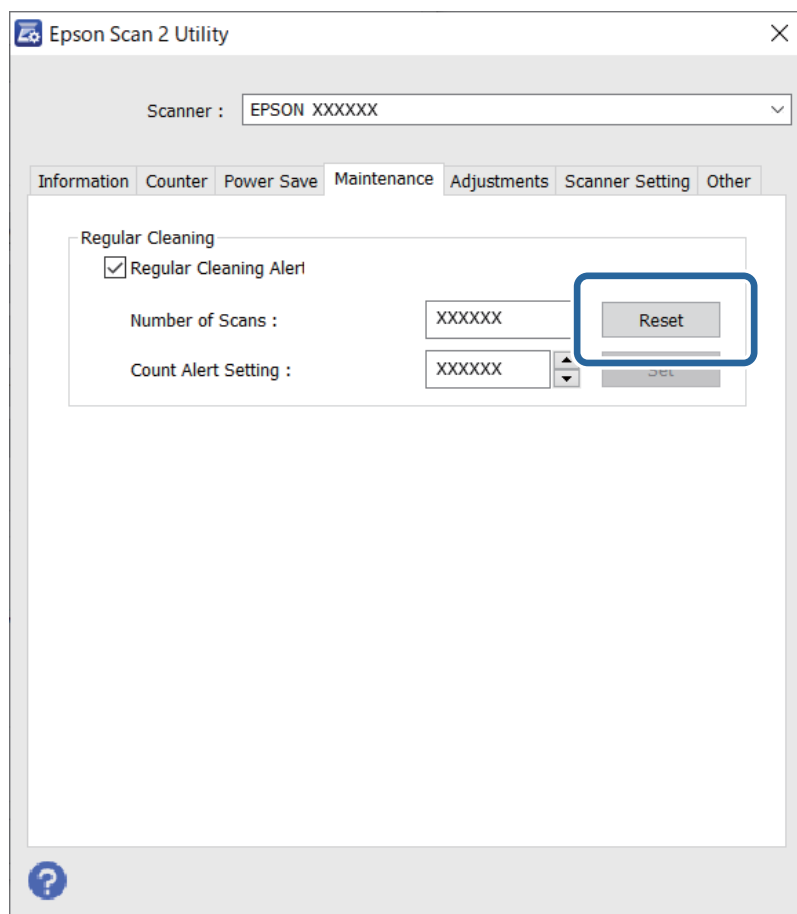 Epson Scan 2 Utility
Scanner : EPSON XXXXXX
Information Counter Power Save Maintenance Adjustments Scanner Setting Other
Regular Cleaning
Regular Cleaning Alert
Number of Scans : XXXXXX Reset
Count Alert Setting : XXXXXX Set
?